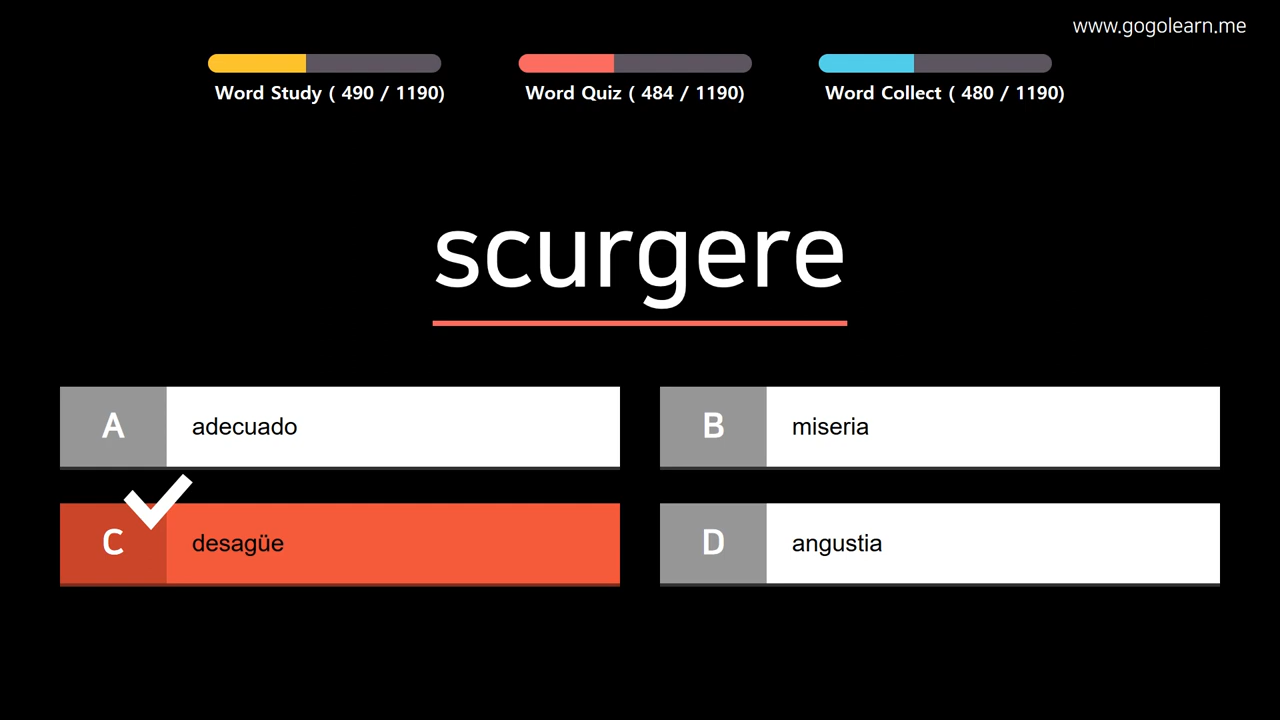 www.gogolearn.me
Word Study ( 490 / 1190)
Word Quiz ( 484 / 1190)
Word Collect ( 480 / 1190)
scurgere
A adecuado
B miseria
C desagüe
D angustia